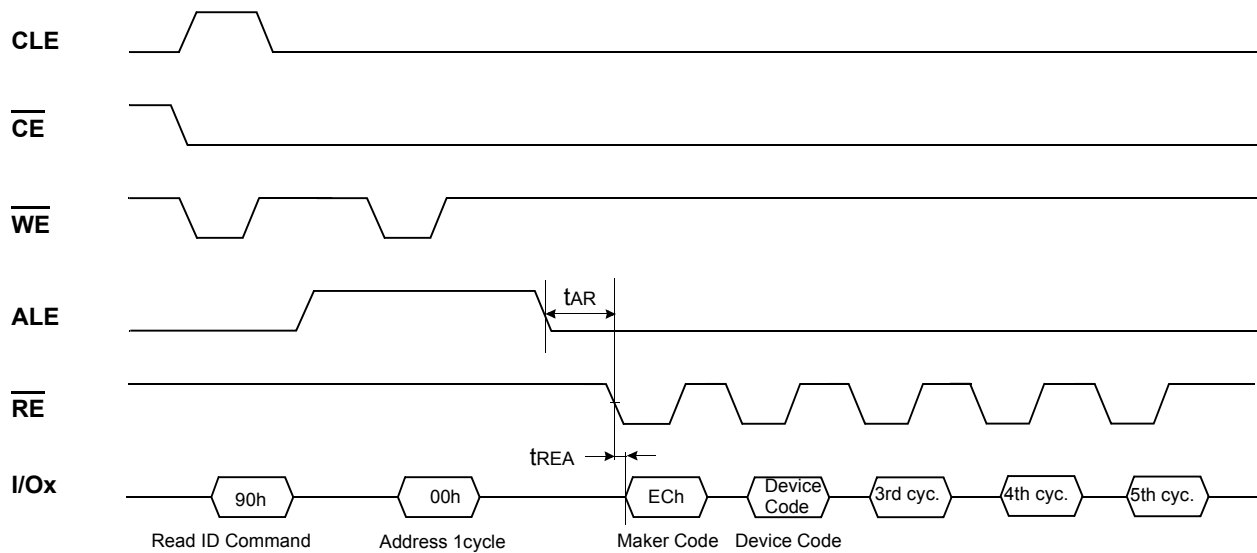 CLE
CE
WE
ALE
tAR
RE
tREA
I/Ox
90h
00h
ECh
Device
Code
3rd cyc.
4th cyc.
5th cyc.
Read ID Command
Address 1cycle
Maker Code
Device Code